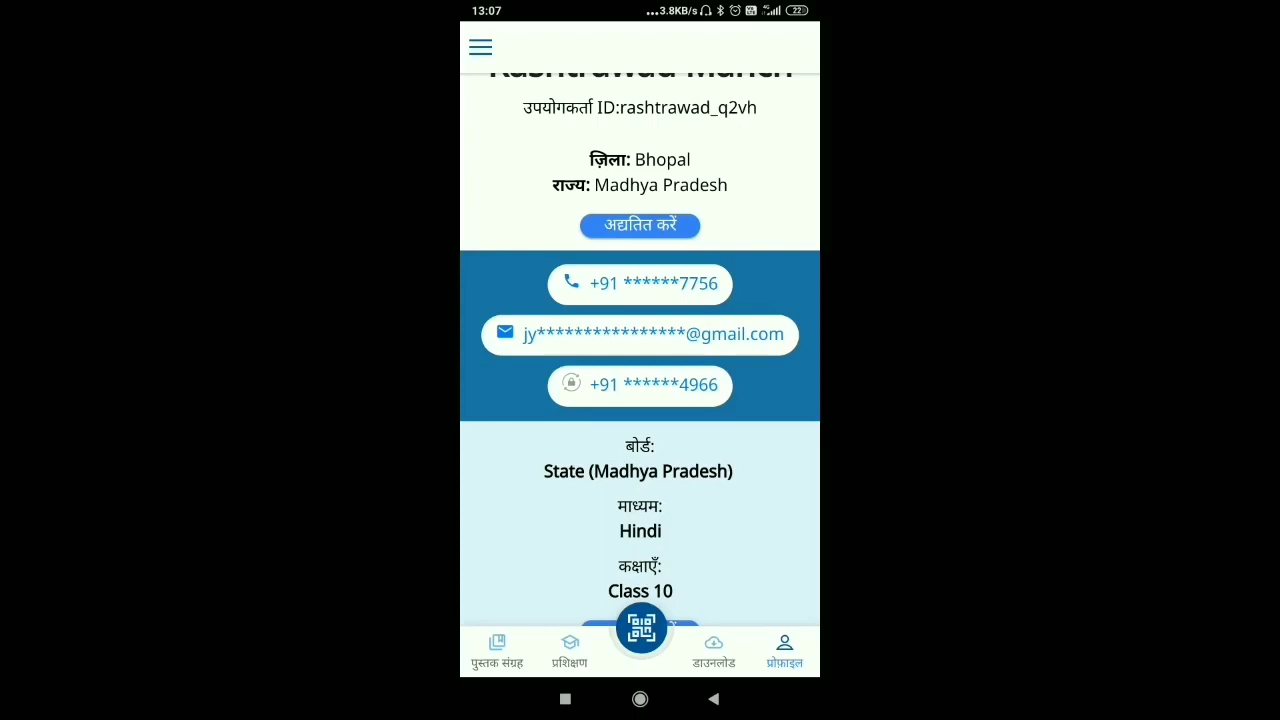 13:07 ...3.8KB/s 22
उपयोगकर्ता ID:rashtrawad_q2vh
ज़िला: Bhopal
राज्य: Madhya Pradesh
अद्यतित करें
+91 ******7756
jy****************@gmail.com
+91 ******4966
बोर्ड:
State (Madhya Pradesh)
माध्यम:
Hindi
कक्षाएँ:
Class 10
पुस्तक संग्रह प्रशिक्षण डाउनलोड प्रोफ़ाइल